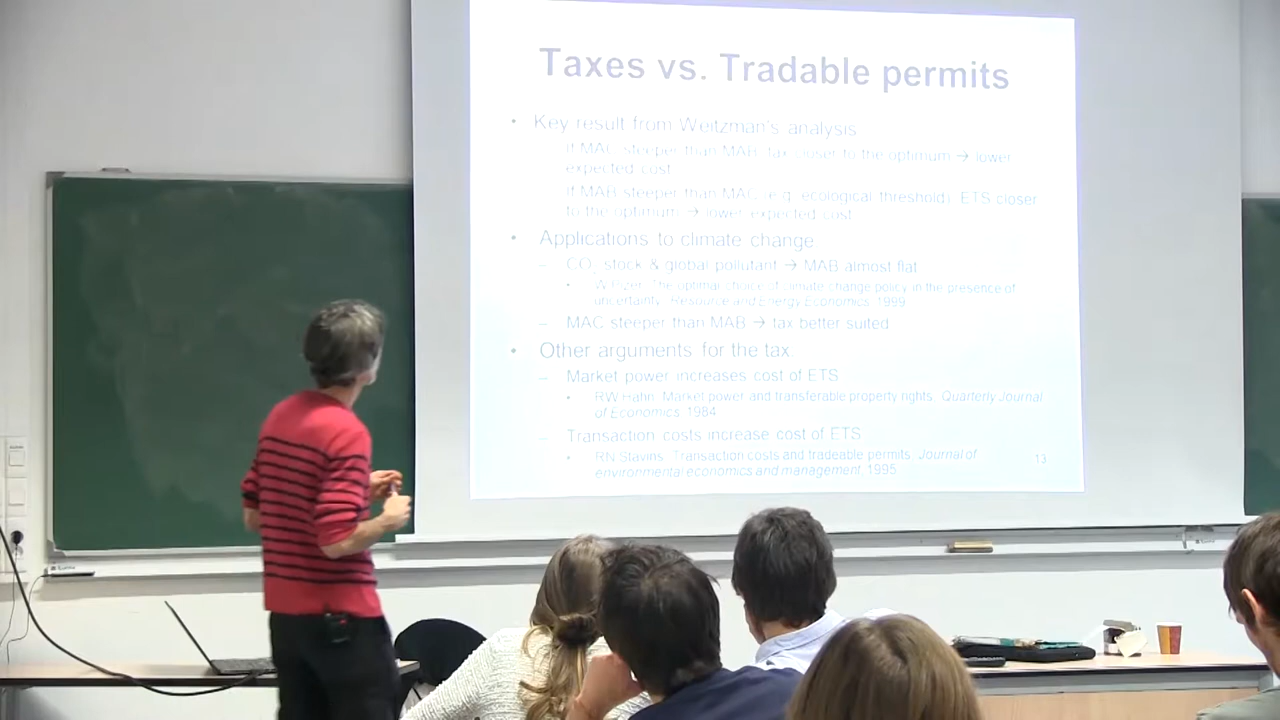 Taxes vs. Tradable permits
• Key result from Weitzman's analysis
If MAC steeper than MAB, tax closer to the optimum → lower
expected cost
If MAB steeper than MAC (e.g. ecological threshold), ETS closer
to the optimum → lower expected cost
• Applications to climate change
– CO2 stock & global pollutant → MAB almost flat
• W Pizer, The optimal choice of climate change policy in the presence of
uncertainty, Resource and Energy Economics, 1999
– MAC steeper than MAB → tax better suited
• Other arguments for the tax
– Market power increases cost of ETS
• RW Hahn, Market power and transferable property rights, Quarterly Journal
of Economics, 1984
– Transaction costs increase cost of ETS
• RN Stavins, Transaction costs and tradeable permits, Journal of
environmental economics and management, 1995
13